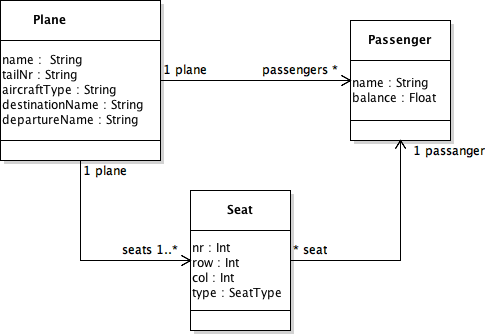 Plane
name :  String
tailNr : String
aircraftType : String
destinationName : String
departureName : String
1 plane
passengers *
Passenger
name : String
balance : Float
1 plane
1 passanger
seats 1..*
Seat
nr : Int
row : Int
col : Int
type : SeatType
* seat